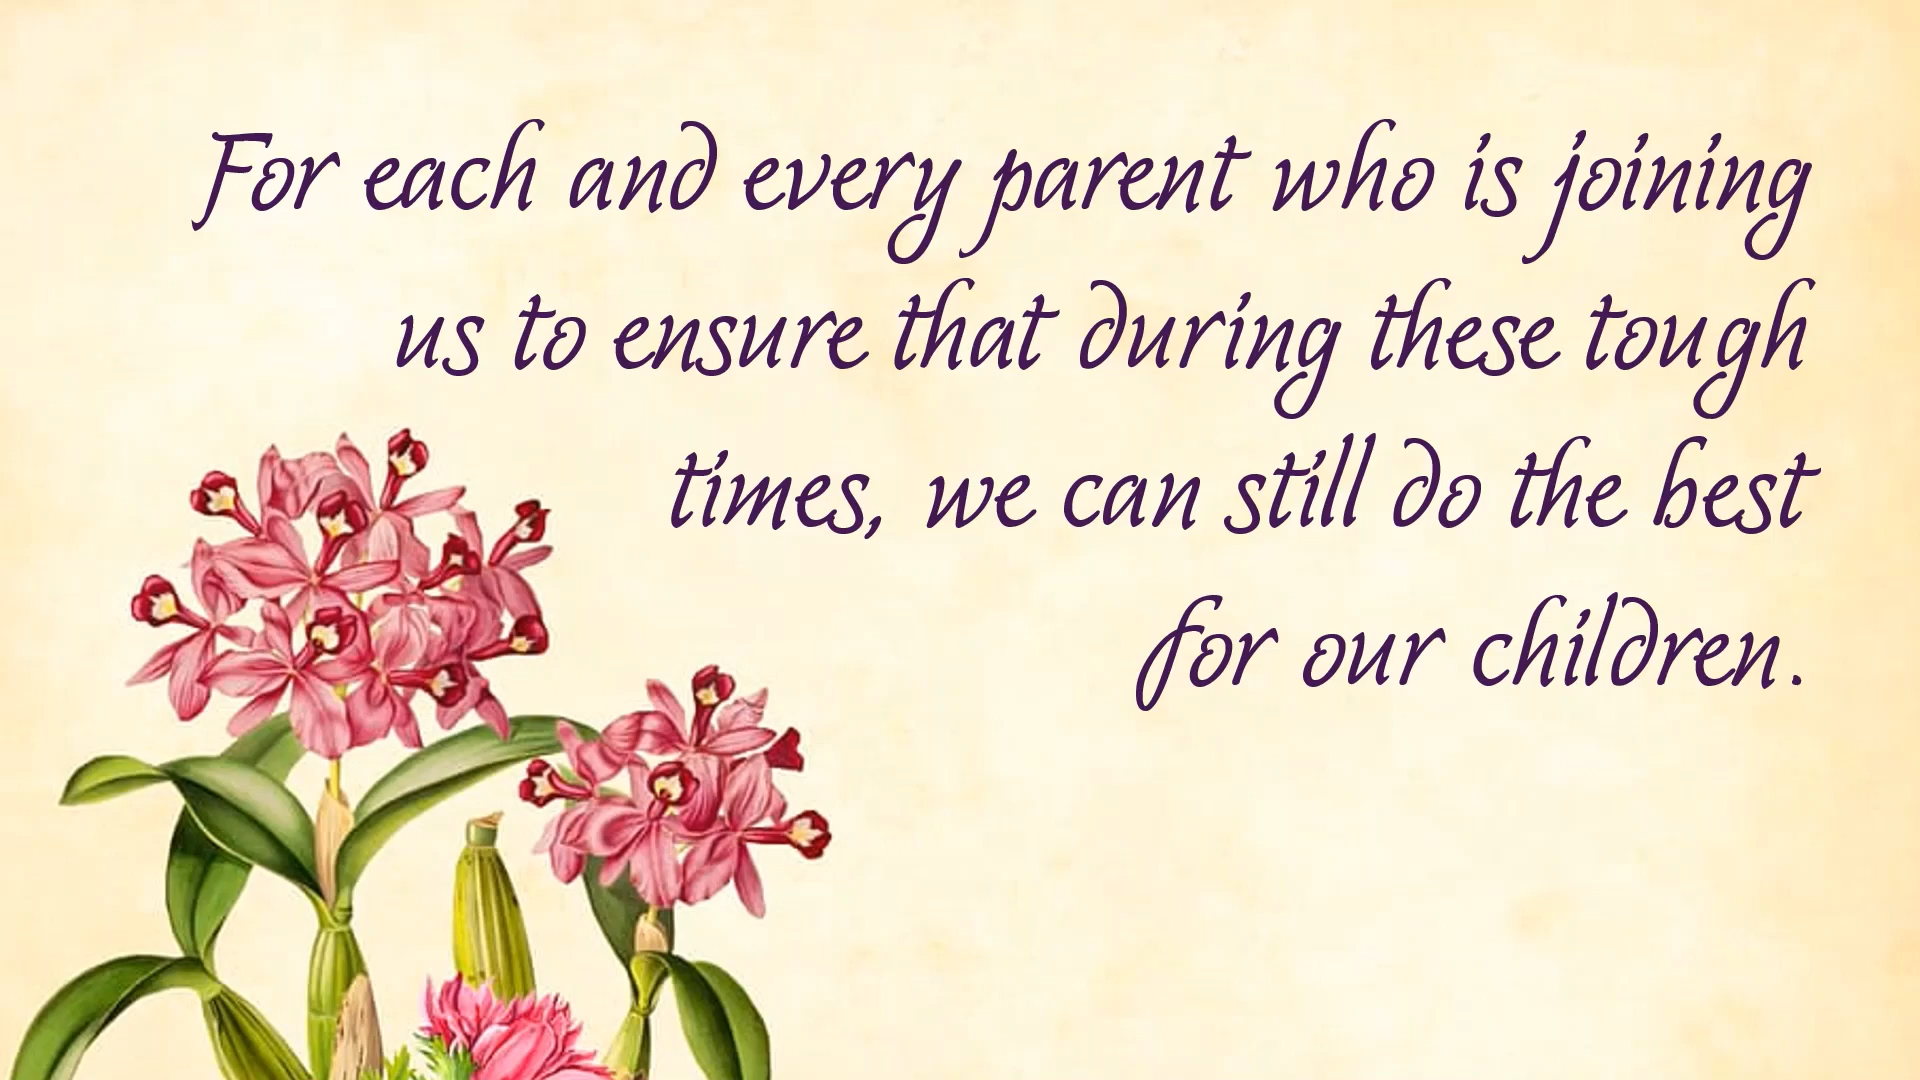 For each and every parent who is joining
us to ensure that during these tough
times, we can still do the best
for our children.